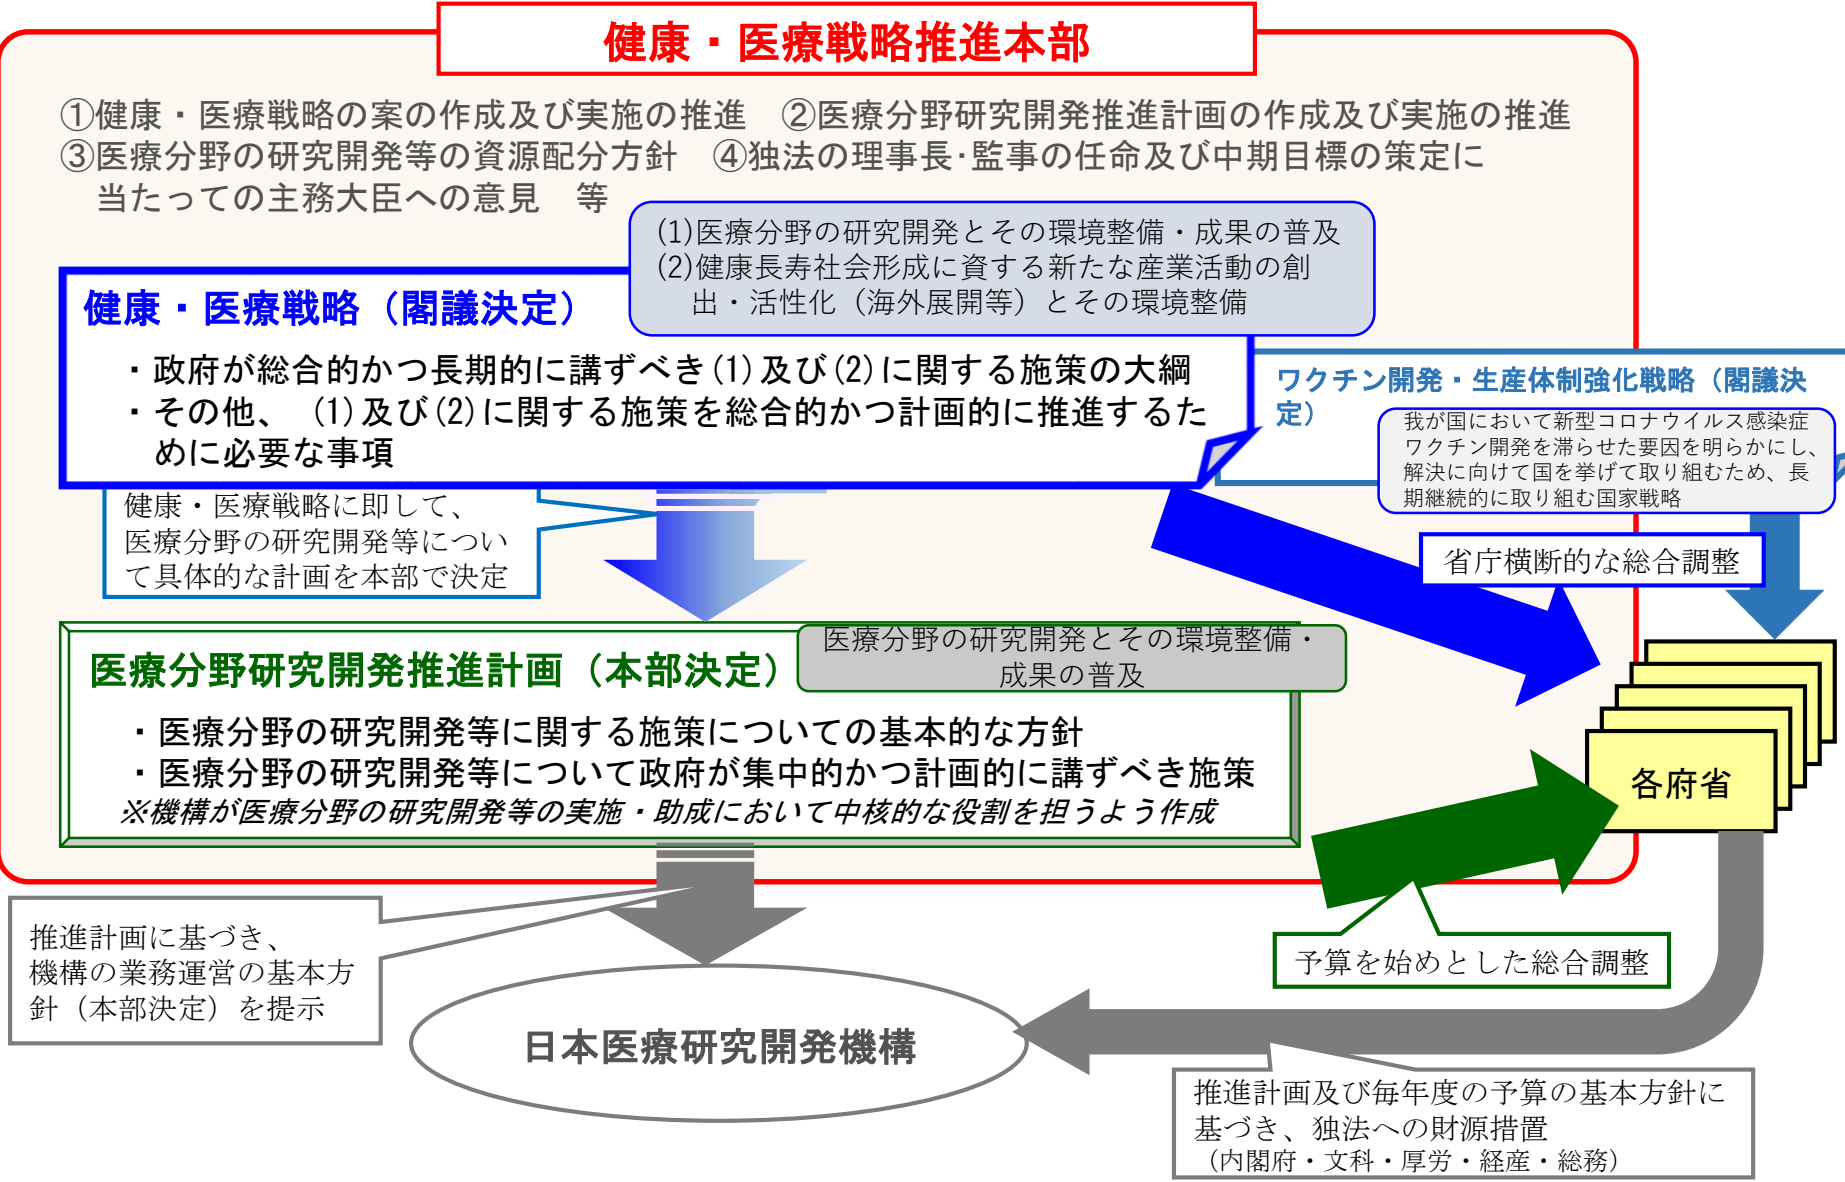 健康・医療戦略推進本部
①健康・医療戦略の案の作成及び実施の推進　②医療分野研究開発推進計画の作成及び実施の推進
③医療分野の研究開発等の資源配分方針　④独法の理事長･監事の任命及び中期目標の策定に
当たっての主務大臣への意見　等
(1)医療分野の研究開発とその環境整備・成果の普及
(2)健康長寿社会形成に資する新たな産業活動の創
出・活性化（海外展開等）とその環境整備
健康・医療戦略（閣議決定）
・政府が総合的かつ長期的に講ずべき(1)及び(2)に関する施策の大綱
・その他、（1)及び(2)に関する施策を総合的かつ計画的に推進するた
めに必要な事項
ワクチン開発・生産体制強化戦略（閣議決
定）
我が国において新型コロナウイルス感染症
ワクチン開発を滞らせた要因を明らかにし、
解決に向けて国を挙げて取り組むため、長
期継続的に取り組む国家戦略
健康・医療戦略に即して、
医療分野の研究開発等につい
て具体的な計画を本部で決定
省庁横断的な総合調整
医療分野研究開発推進計画（本部決定）
医療分野の研究開発とその環境整備・
成果の普及
・医療分野の研究開発等に関する施策についての基本的な方針
・医療分野の研究開発等について政府が集中的かつ計画的に講ずべき施策
※機構が医療分野の研究開発等の実施・助成において中核的な役割を担うよう作成
各府省
推進計画に基づき、
機構の業務運営の基本方
針（本部決定）を提示
予算を始めとした総合調整
日本医療研究開発機構
推進計画及び毎年度の予算の基本方針に
基づき、独法への財源措置
（内閣府・文科・厚労・経産・総務）